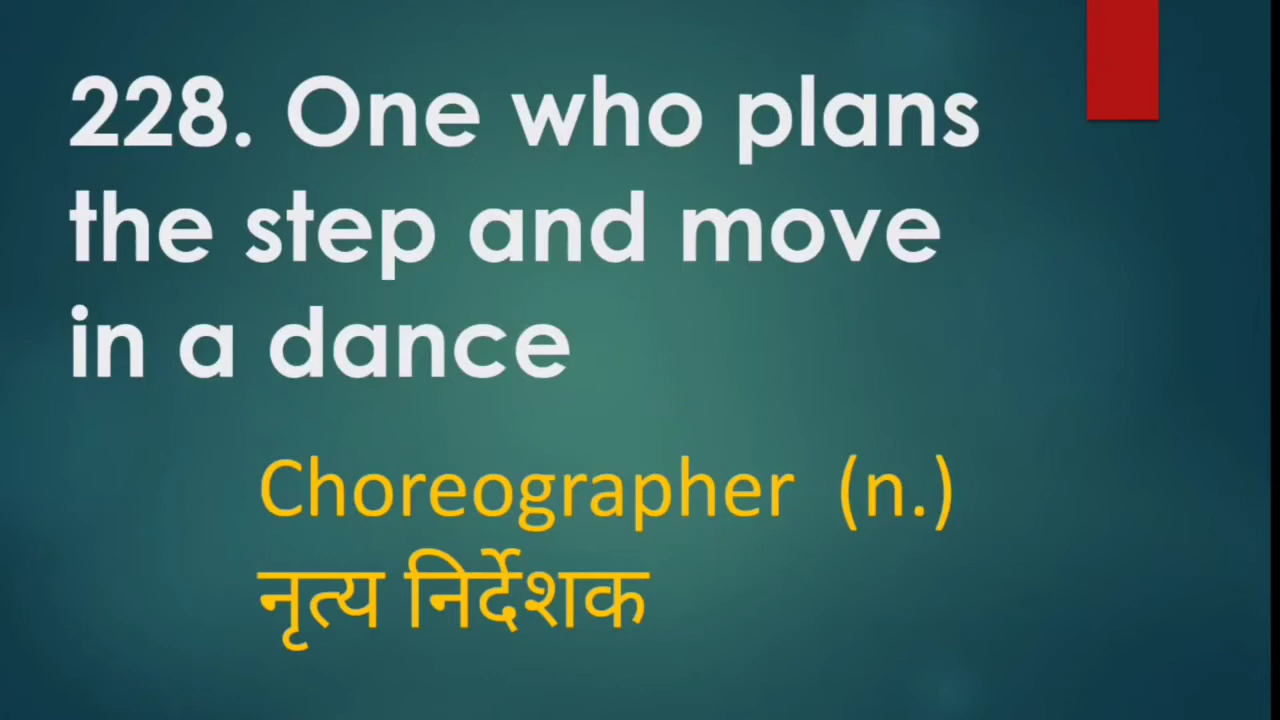 228. One who plans
the step and move
in a dance
Choreographer (n.)
नृत्य निर्देशक